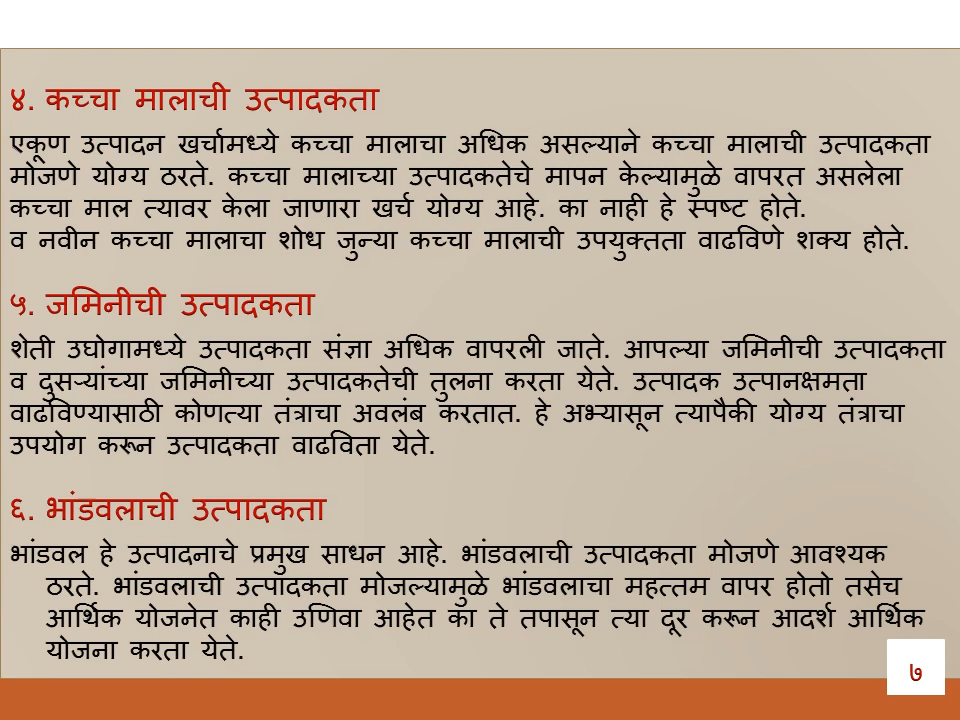 ४. कच्चा मालाची उत्पादकता
एकूण उत्पादन खर्चामध्ये कच्चा मालाचा अधिक असल्याने कच्चा मालाची उत्पादकता
मोजणे योग्य ठरते. कच्चा मालाच्या उत्पादकतेचे मापन केल्यामुळे वापरत असलेला
कच्चा माल त्यावर केला जाणारा खर्च योग्य आहे. का नाही हे स्पष्ट होते.
व नवीन कच्चा मालाचा शोध जुन्या कच्चा मालाची उपयुक्तता वाढविणे शक्य होते.
५. जमिनीची उत्पादकता
शेती उघोगामध्ये उत्पादकता संज्ञा अधिक वापरली जाते. आपल्या जमिनीची उत्पादकता
व दुसऱ्यांच्या जमिनीच्या उत्पादकतेची तुलना करता येते. उत्पादक उत्पानक्षमता
वाढविण्यासाठी कोणत्या तंत्राचा अवलंब करतात. हे अभ्यासून त्यापैकी योग्य तंत्राचा
उपयोग करून उत्पादकता वाढविता येते.
६. भांडवलाची उत्पादकता
भांडवल हे उत्पादनाचे प्रमुख साधन आहे. भांडवलाची उत्पादकता मोजणे आवश्यक
ठरते. भांडवलाची उत्पादकता मोजल्यामुळे भांडवलाचा महत्तम वापर होतो तसेच
आर्थिक योजनेत काही उणिवा आहेत का ते तपासून त्या दूर करून आदर्श आर्थिक
योजना करता येते.
७